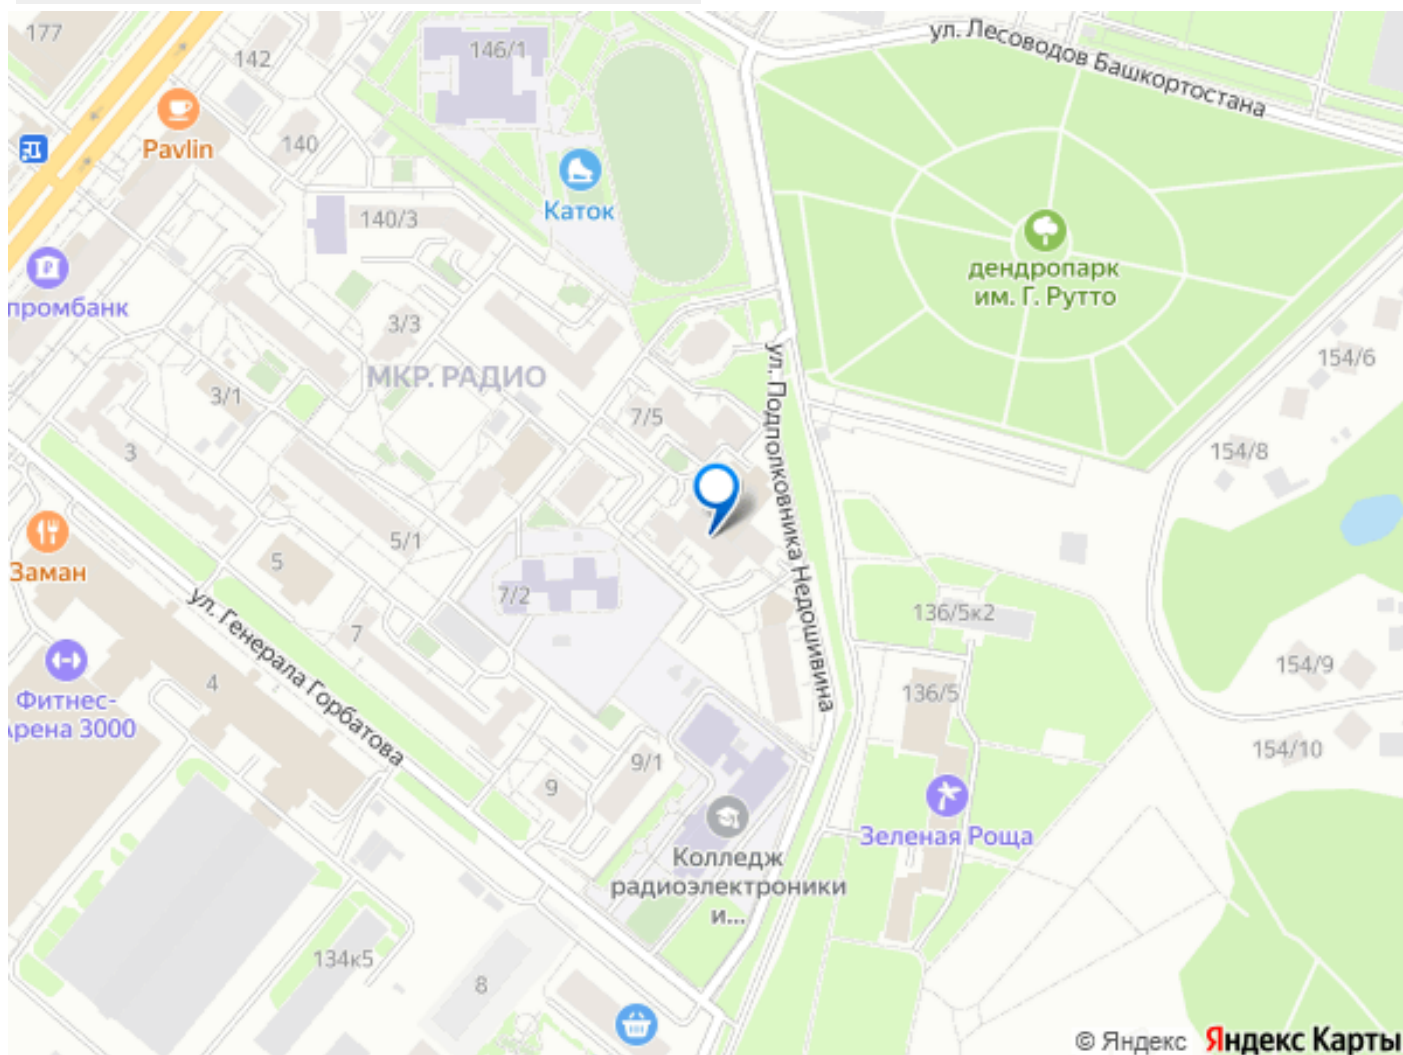 177
142
146/1
ул. Лесоводов Башкортостана
Pavlin
140
Каток
140/3
дендропарк
им. Г. Рутто
промбанк
3/3
МКР. РАДИО
3/1
7/5
ул. Подполковника Недошивина
154/6
154/8
3
5/1
Заман
5
7/2
136/5к2
ул. Генерала Горбатова
7
4
136/5
154/9
Фитнес-
Арена 3000
154/10
9/1
9
Зеленая Роща
Колледж
радиоэлектроники
и...
134к5
8
© Яндекс Яндекс Карты